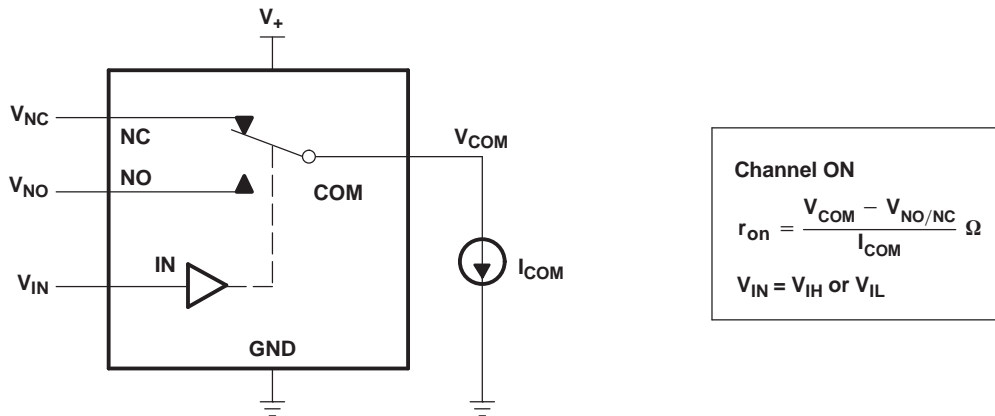 V+
VNC
NC
VNO
NO
COM
VCOM
VIN
IN
ICOM
GND
Channel ON
ron = VCOM − VNO/NC / ICOM Ω
VIN = VIH or VIL